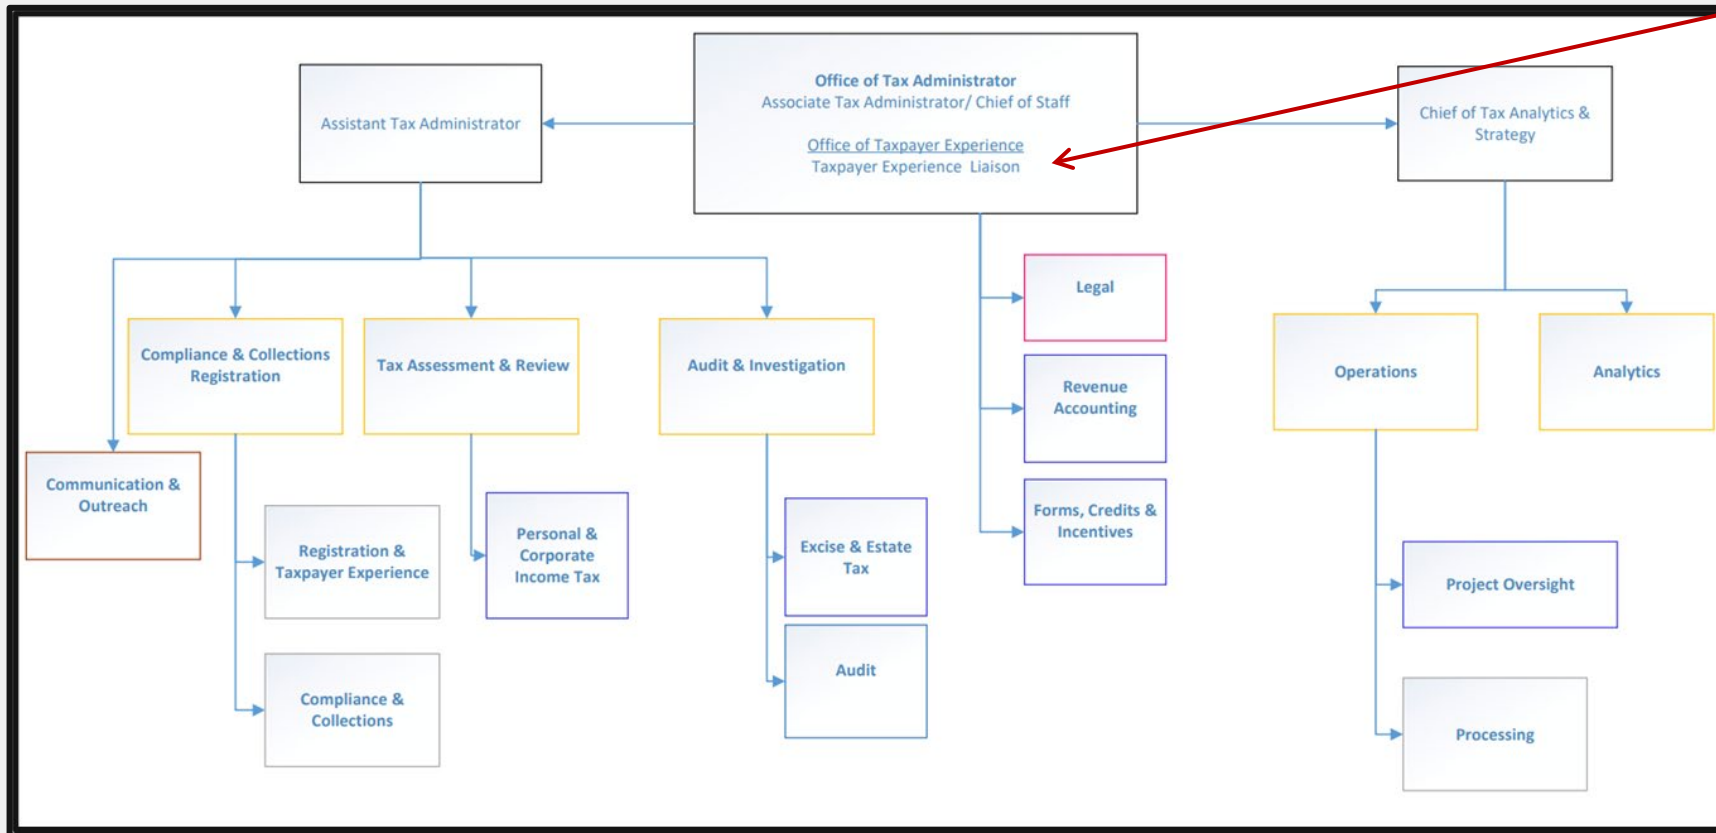 Office of Tax Administrator
Associate Tax Administrator/ Chief of Staff
Office of Taxpayer Experience
Taxpayer Experience Liaison
Assistant Tax Administrator
Chief of Tax Analytics &
Strategy
Legal
Revenue
Accounting
Forms, Credits &
Incentives
Compliance & Collections
Registration
Tax Assessment & Review
Audit & Investigation
Operations
Analytics
Communication &
Outreach
Registration &
Taxpayer Experience
Compliance &
Collections
Personal &
Corporate
Income Tax
Excise & Estate
Tax
Audit
Project Oversight
Processing